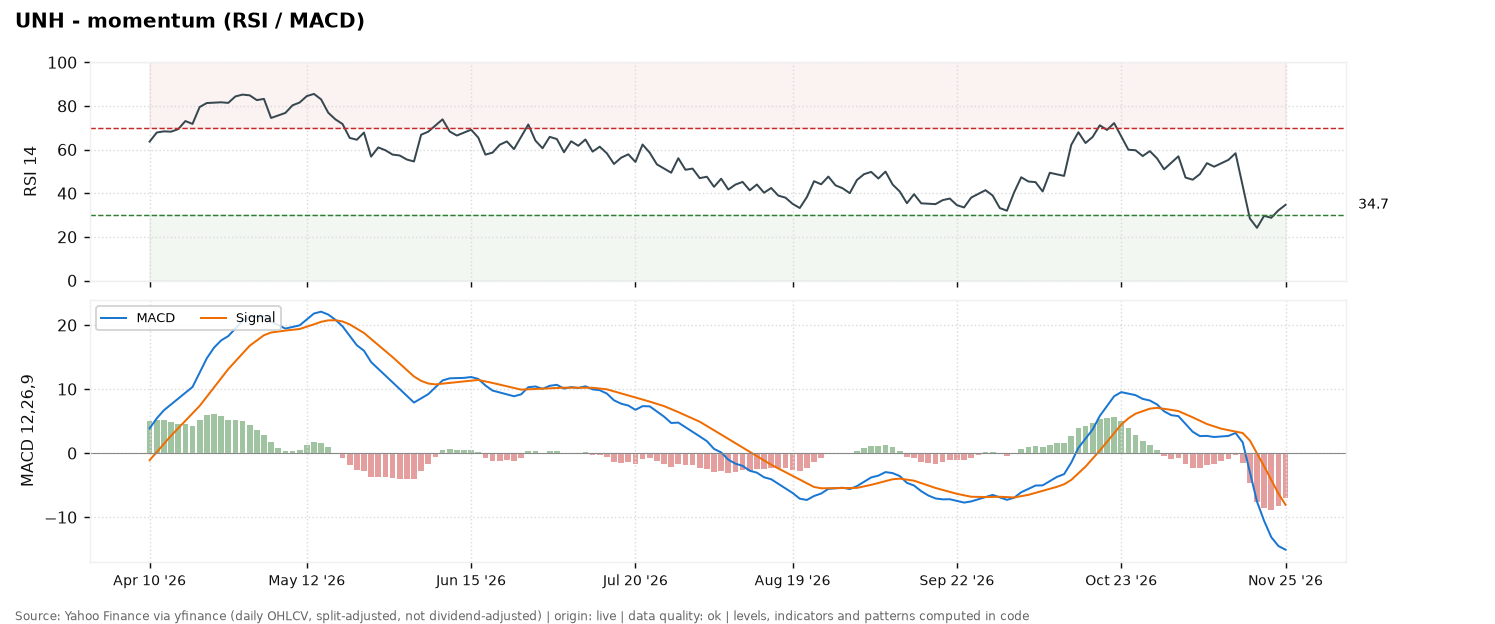 UNH - momentum (RSI / MACD)
100
80
60
40
20
0
RSI 14
34.7
MACD
Signal
20
10
0
−10
MACD 12,26,9
Apr 10 '26
May 12 '26
Jun 15 '26
Jul 20 '26
Aug 19 '26
Sep 22 '26
Oct 23 '26
Nov 25 '26
Source: Yahoo Finance via yfinance (daily OHLCV, split-adjusted, not dividend-adjusted) | origin: live | data quality: ok | levels, indicators and patterns computed in code